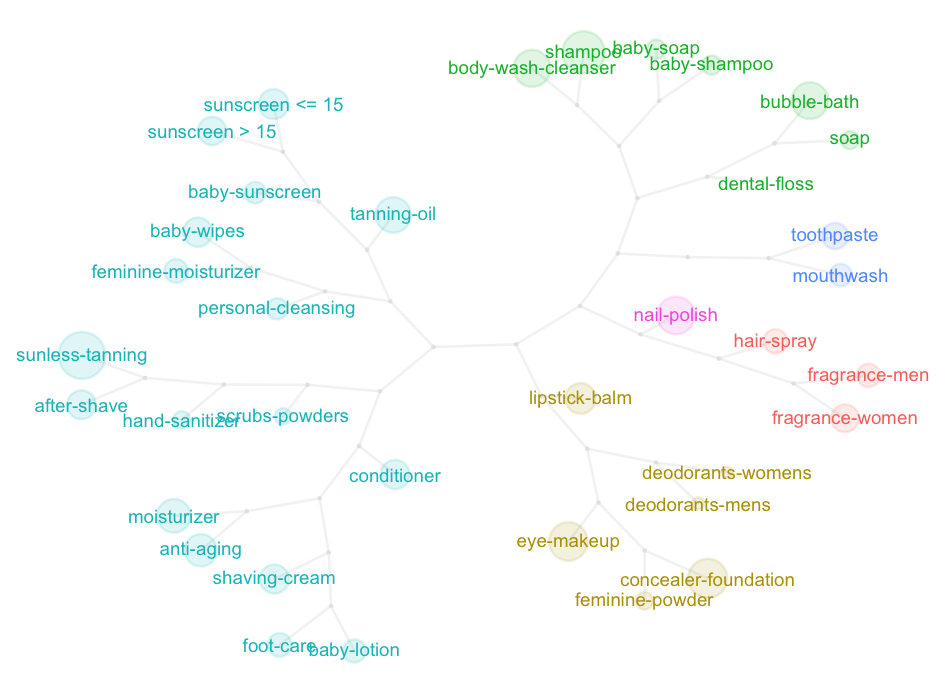 shampoo
baby-soap
body-wash-cleanser
baby-shampoo
sunscreen <= 15
bubble-bath
sunscreen > 15
soap
baby-sunscreen
dental-floss
tanning-oil
baby-wipes
toothpaste
feminine-moisturizer
mouthwash
personal-cleansing
nail-polish
hair-spray
sunless-tanning
fragrance-men
lipstick-balm
after-shave
hand-sanitizer
scrubs-powders
fragrance-women
conditioner
deodorants-womens
deodorants-mens
moisturizer
eye-makeup
anti-aging
shaving-cream
concealer-foundation
feminine-powder
foot-care
baby-lotion